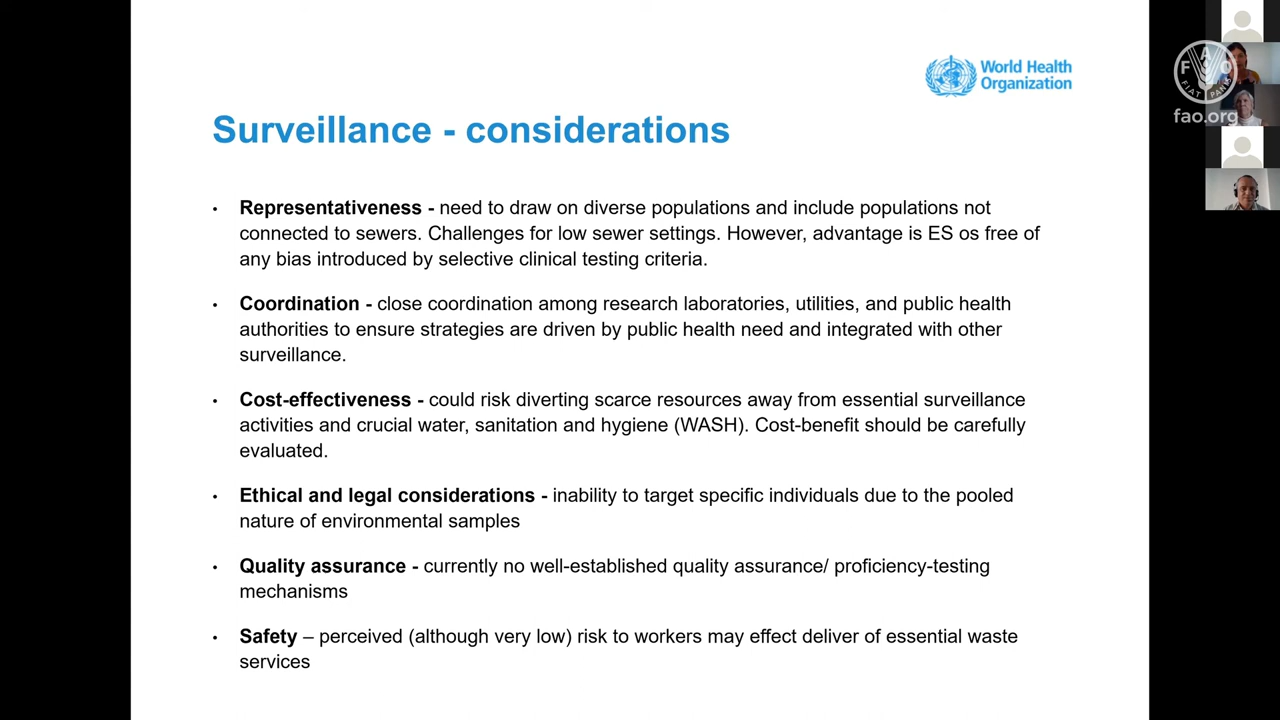 World Health
Organization
F A O
FIAT PANIS
fao.org
Surveillance - considerations
• Representativeness - need to draw on diverse populations and include populations not
connected to sewers. Challenges for low sewer settings. However, advantage is ES os free of
any bias introduced by selective clinical testing criteria.
• Coordination - close coordination among research laboratories, utilities, and public health
authorities to ensure strategies are driven by public health need and integrated with other
surveillance.
• Cost-effectiveness - could risk diverting scarce resources away from essential surveillance
activities and crucial water, sanitation and hygiene (WASH). Cost-benefit should be carefully
evaluated.
• Ethical and legal considerations - inability to target specific individuals due to the pooled
nature of environmental samples
• Quality assurance - currently no well-established quality assurance/ proficiency-testing
mechanisms
• Safety – perceived (although very low) risk to workers may effect deliver of essential waste
services